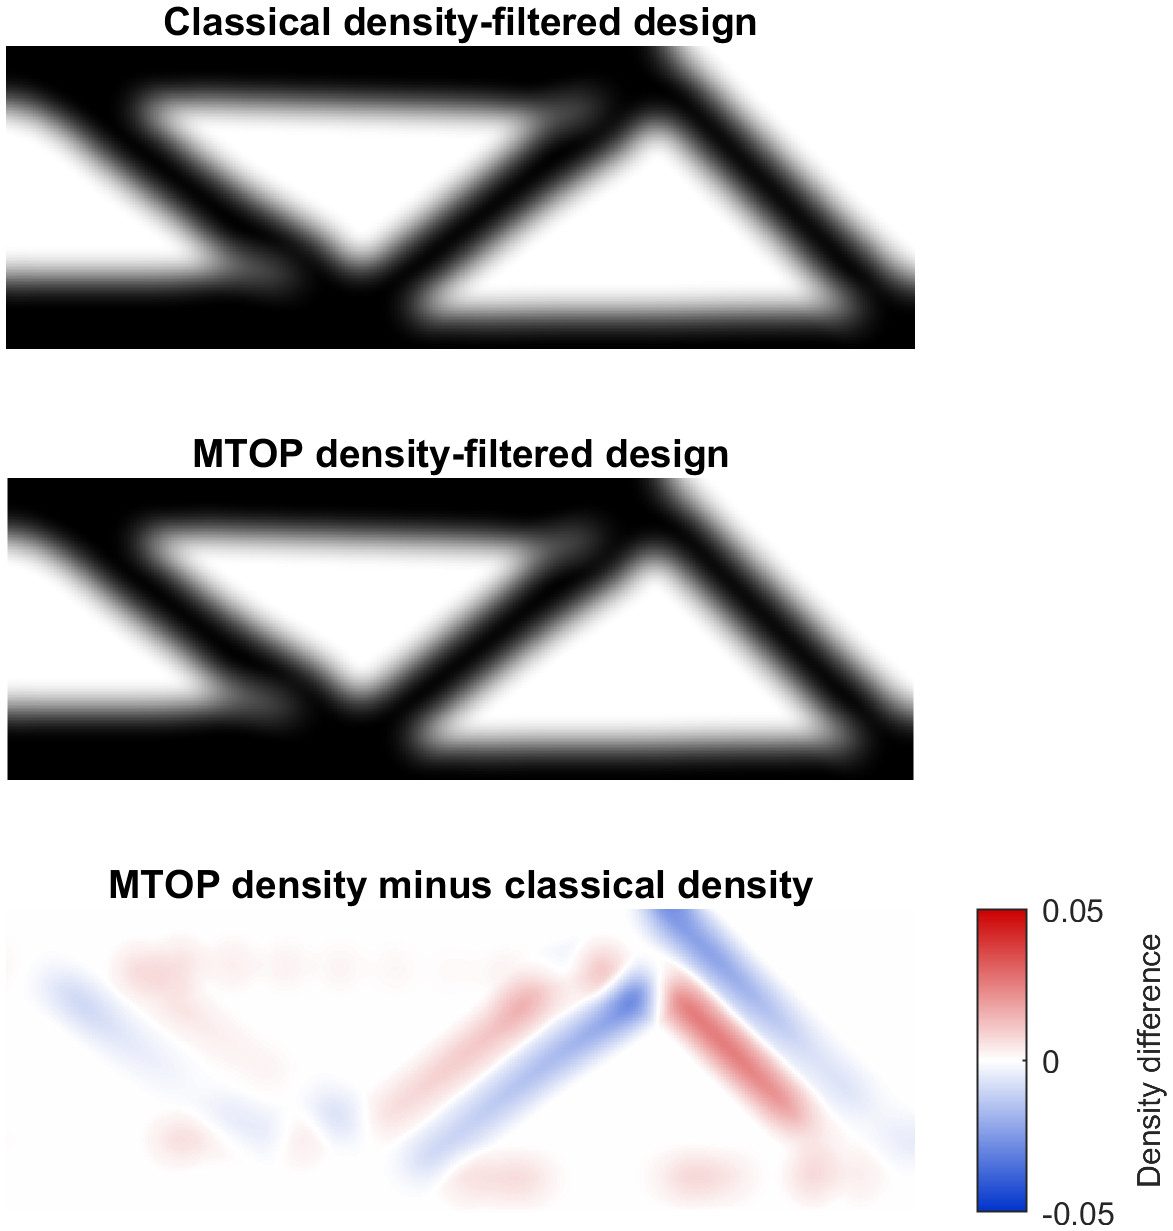 Classical density-filtered design
MTOP density-filtered design
MTOP density minus classical density
0.05
0
-0.05
Density difference